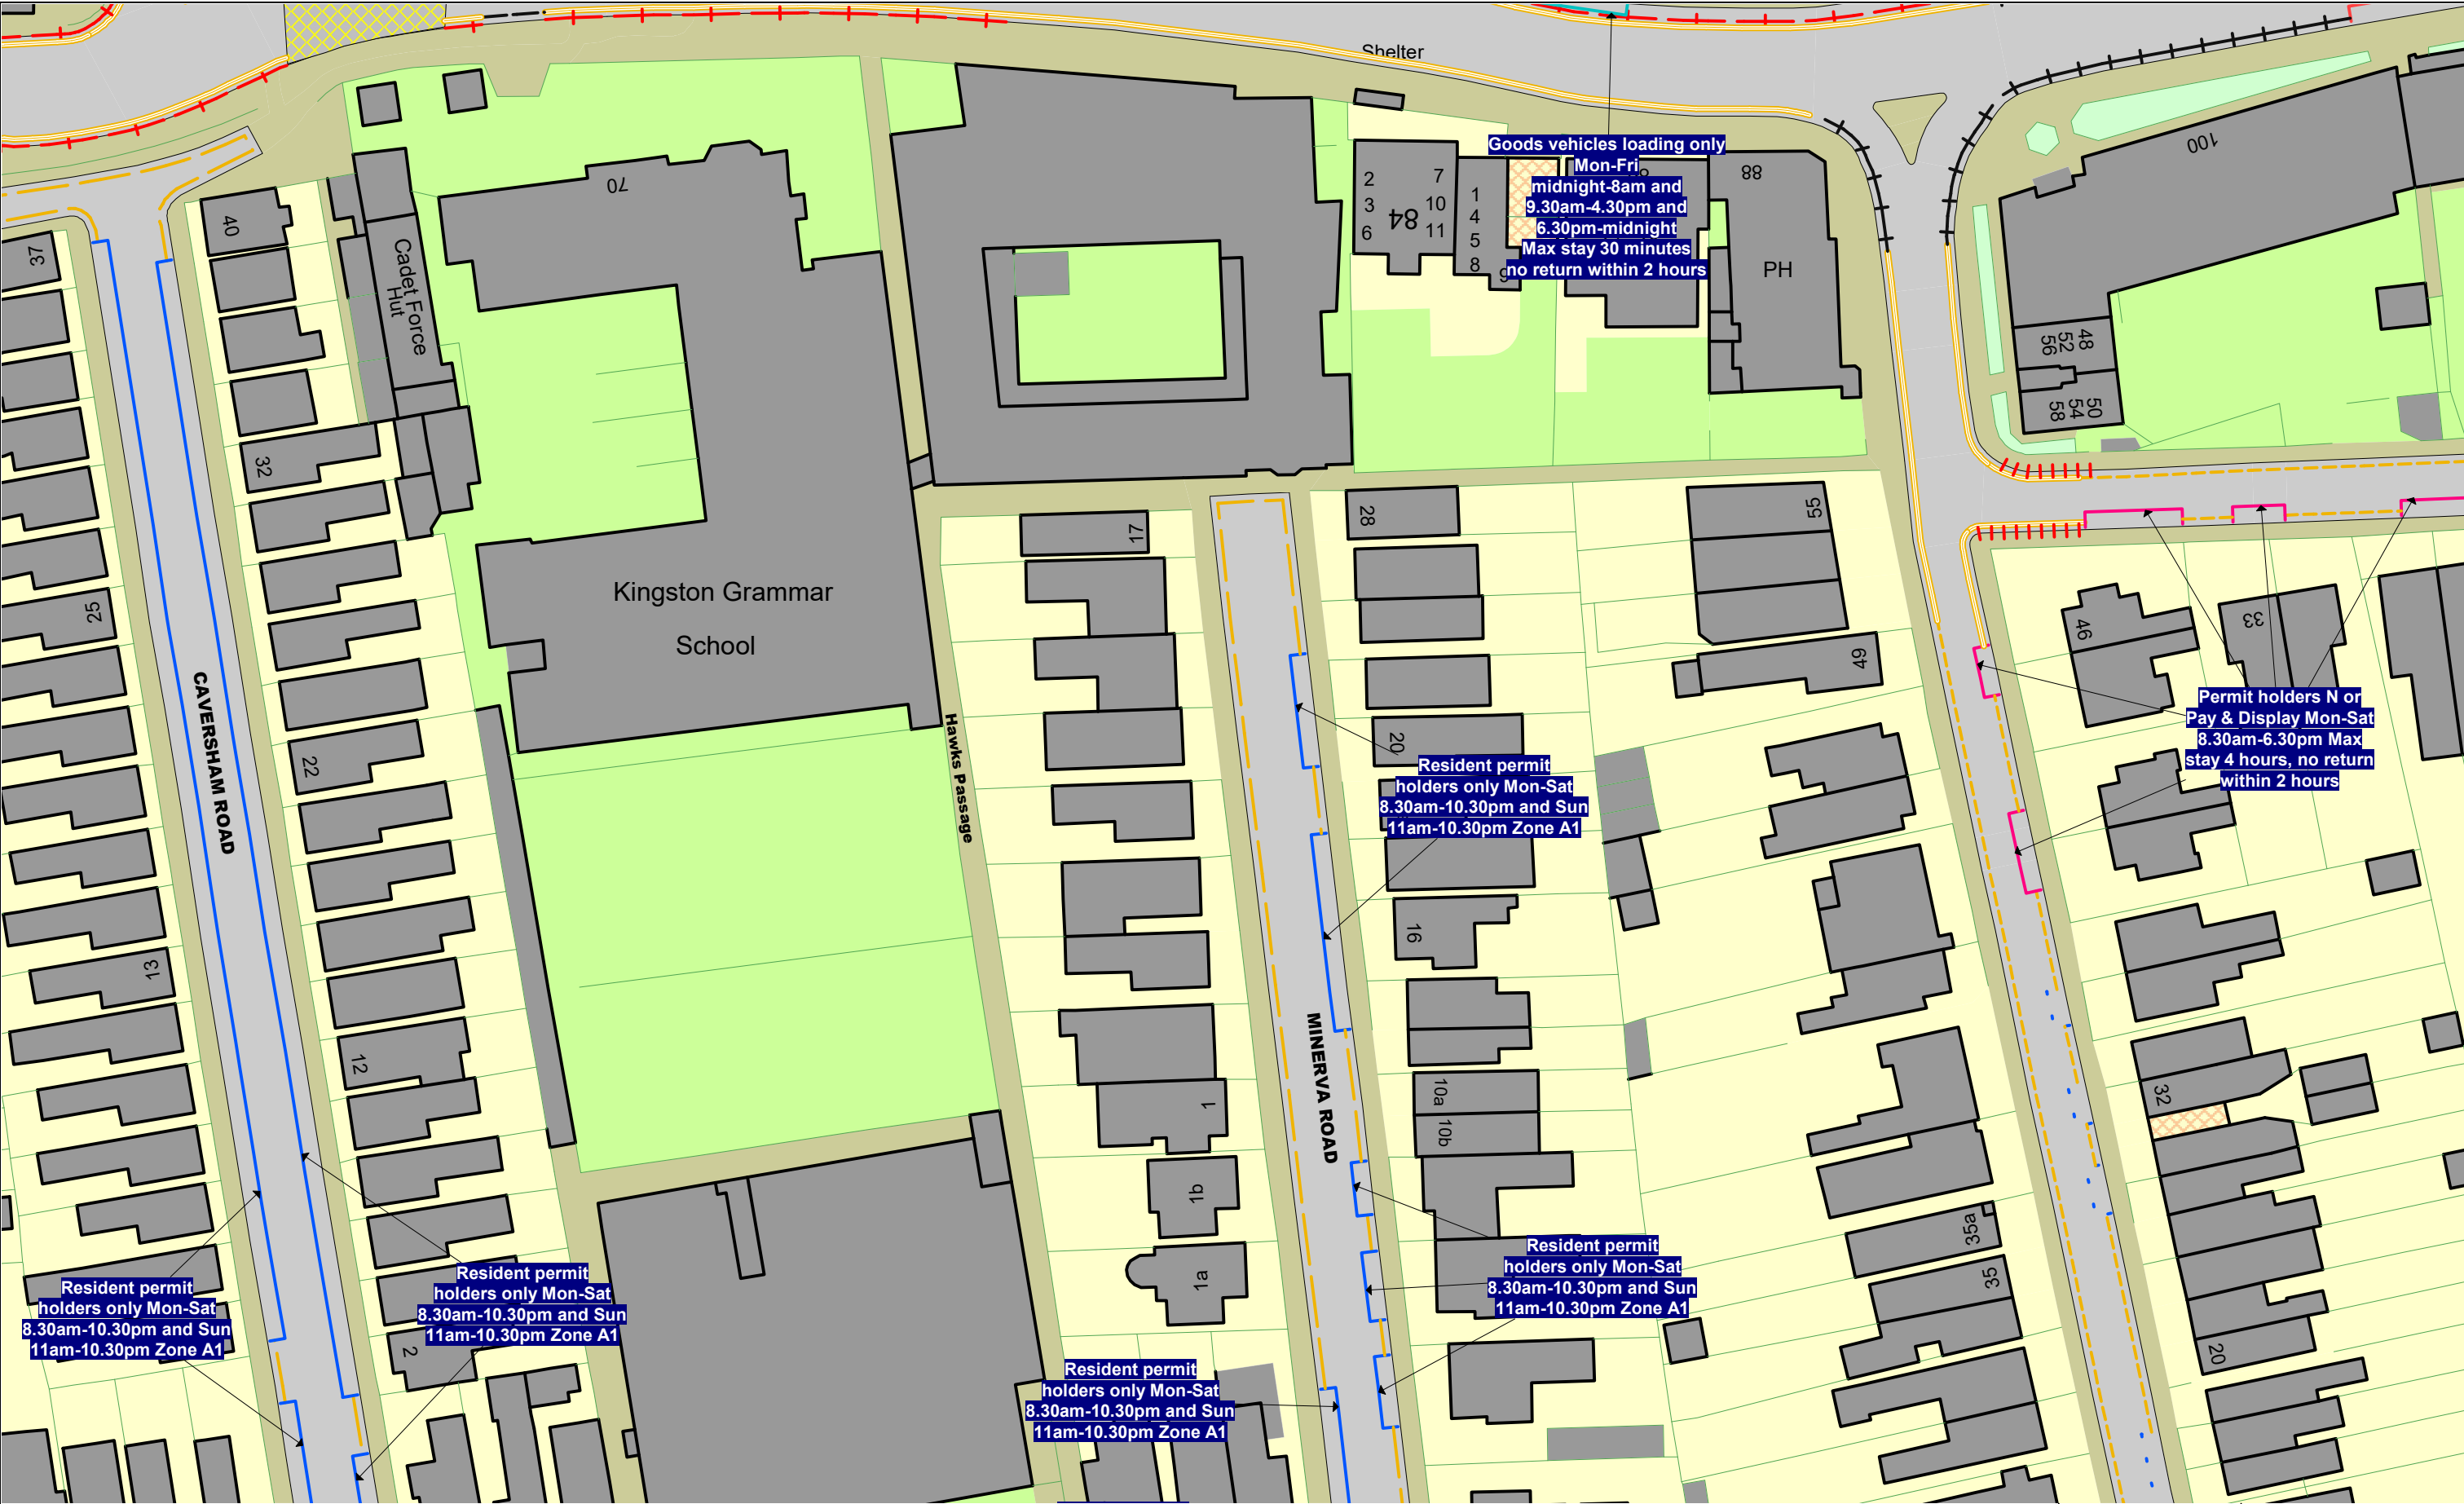 Shelter
Goods vehicles loading only
Mon-Fri
midnight-8am and
9.30am-4.30pm and
6.30pm-midnight
Max stay 30 minutes
no return within 2 hours
70
40
37
Cadet Force
Hut
2
3
6
84
7
10
11
1
4
5
8
9
88
PH
100
48
52
56
50
54
58
32
25
22
13
12
2
CAVERSHAM ROAD
Kingston Grammar
School
Hawks Passage
17
28
55
49
20
16
10a
10b
1
1b
1a
MINERVA ROAD
46
33
32
35a
35
20
Permit holders N or
Pay & Display Mon-Sat
8.30am-6.30pm Max
stay 4 hours, no return
within 2 hours
Resident permit
holders only Mon-Sat
8.30am-10.30pm and Sun
11am-10.30pm Zone A1
Resident permit
holders only Mon-Sat
8.30am-10.30pm and Sun
11am-10.30pm Zone A1
Resident permit
holders only Mon-Sat
8.30am-10.30pm and Sun
11am-10.30pm Zone A1
Resident permit
holders only Mon-Sat
8.30am-10.30pm and Sun
11am-10.30pm Zone A1
Resident permit
holders only Mon-Sat
8.30am-10.30pm and Sun
11am-10.30pm Zone A1